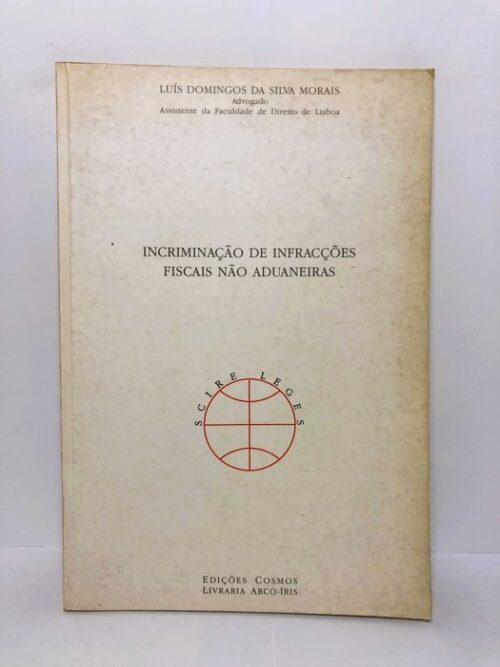 LUÍS DOMINGOS DA SILVA MORAIS
Advogado
Assistente da Faculdade de Direito de Lisboa
INCRIMINAÇÃO DE INFRACÇÕES
FISCAIS NÃO ADUANEIRAS
SCIRE LEGES
EDIÇÕES COSMOS
LIVRARIA ARCO-ÍRIS